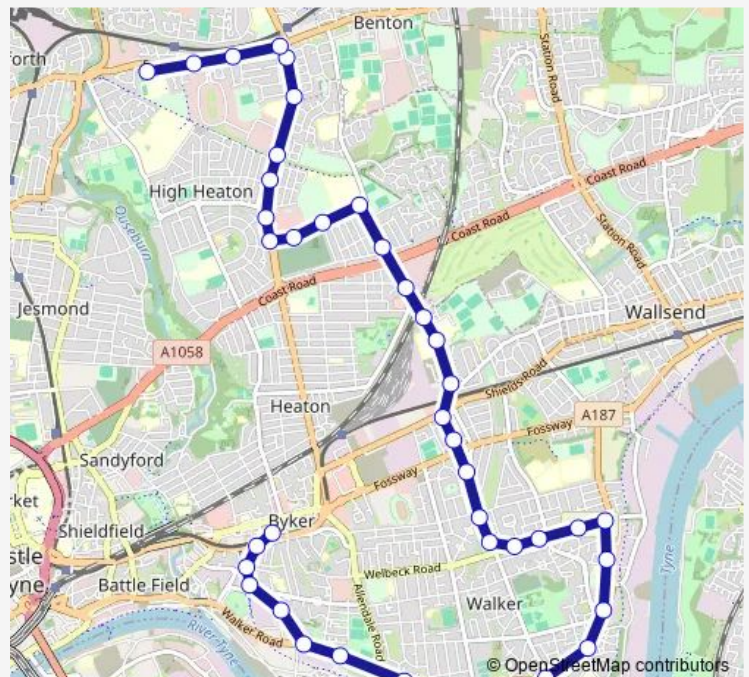 Benton
forth
Station Road
High Heaton
Coast Road
Ouseburn
Coast Road
Station Road
Coast Road
Jesmond
Wallsend
A1058
Shields Road
Heaton
A187
Fossway
Sandyford
Fossway
rket
Byker
Shieldfield
stle
yne
Welbeck Road
Tyne
Battle Field
Allendale Road
Walker
Walker Road
River Tyne
© OpenStreetMap contributors